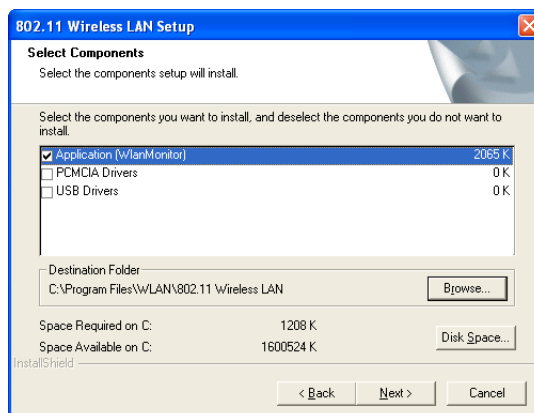 802.11 Wireless LAN Setup
Select Components
Select the components setup will install.
Select the components you want to install, and deselect the components you do not want to
install.
Application (WlanMonitor) 2065 K
PCMCIA Drivers 0 K
USB Drivers 0 K
Destination Folder
C:\Program Files\WLAN\802.11 Wireless LAN
Browse...
Space Required on C: 1208 K
Space Available on C: 1600524 K
Disk Space...
InstallShield
< Back Next > Cancel